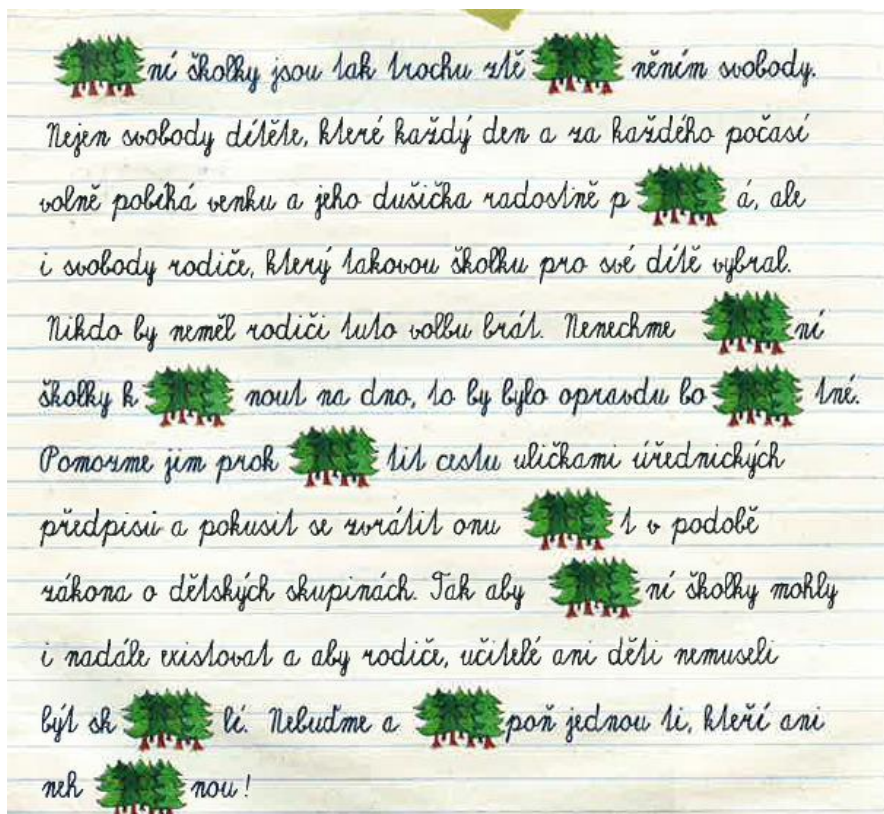 ní školky jsou tak trochu ztě něním svobody.
Nejen svobody dítěte, které každý den a za každého počasí
volně pobíhá venku a jeho dušička radostně p á, ale
i svobody rodiče, který takovou školku pro své dítě vybral.
Nikdo by neměl rodiči tuto volbu brát. Nenechme ní
školky k nout na dno, to by bylo opravdu bo tné.
Pomozme jim prok tit cestu uličkami úřednických
předpisů a pokusit se zvrátit onu t v podobě
zákona o dětských skupinách. Tak aby ní školky mohly
i nadále existovat a aby rodiče, učitelé ani děti nemuseli
být sk lí. Nebuďme a poň jednou ti, kteří ani
neh nou!